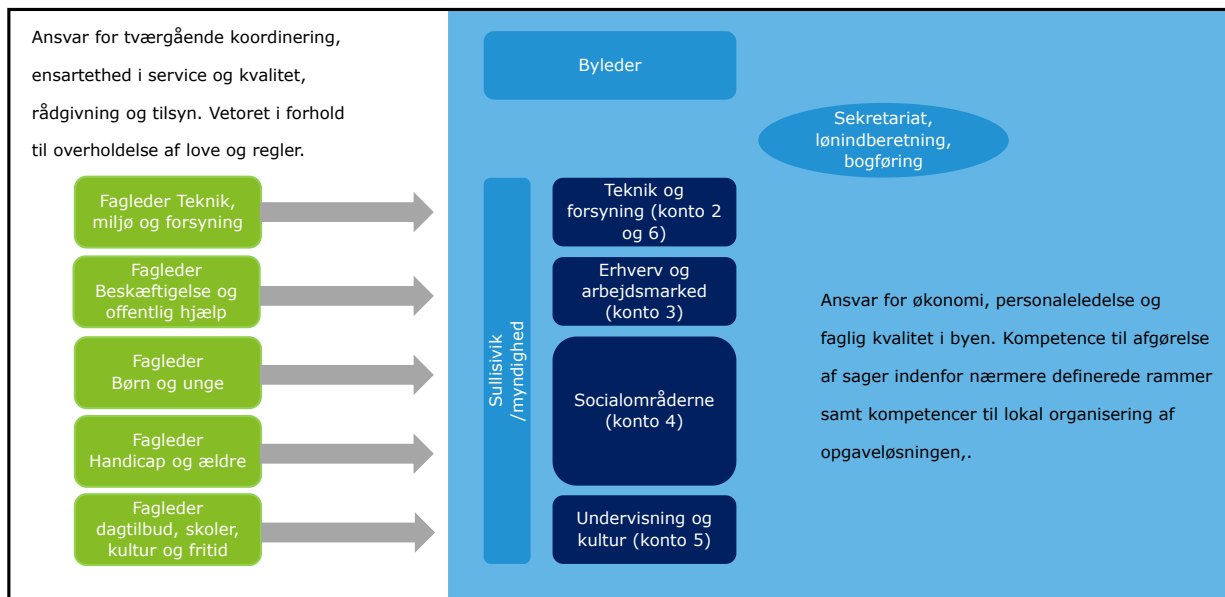 Ansvar for tværgående koordinering,
ensartethed i service og kvalitet,
rådgivning og tilsyn. Vetoret i forhold
til overholdelse af love og regler.
Fagleder Teknik,
miljø og forsyning
Fagleder
Beskæftigelse og
offentlig hjælp
Fagleder
Børn og unge
Fagleder
Handicap og ældre
Fagleder
dagtilbud, skoler,
kultur og fritid
Byleder
Sekretariat,
lønindberetning,
bogføring
Sullisivik
/myndighed
Teknik og
forsyning (konto 2
og 6)
Erhverv og
arbejdsmarked
(konto 3)
Socialområderne
(konto 4)
Undervisning og
kultur (konto 5)
Ansvar for økonomi, personaleledelse og
faglig kvalitet i byen. Kompetence til afgørelse
af sager indenfor nærmere definerede rammer
samt kompetencer til lokal organisering af
opgaveløsningen,.